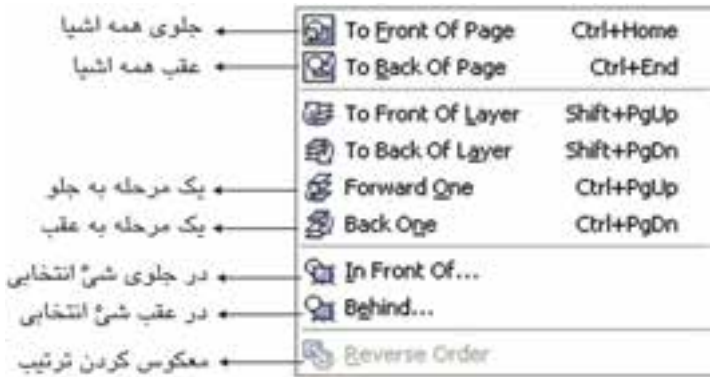 جلوی همه اشیا To Front Of Page Ctrl+Home
عقب همه اشیا To Back Of Page Ctrl+End
To Front Of Layer Shift+PgUp
To Back Of Layer Shift+PgDn
یک مرحله به جلو Forward One Ctrl+PgUp
یک مرحله به عقب Back One Ctrl+PgDn
در جلوی شئ انتخابی In Front Of...
در عقب شئ انتخابی Behind...
معکوس کردن ترتیب Reverse Order